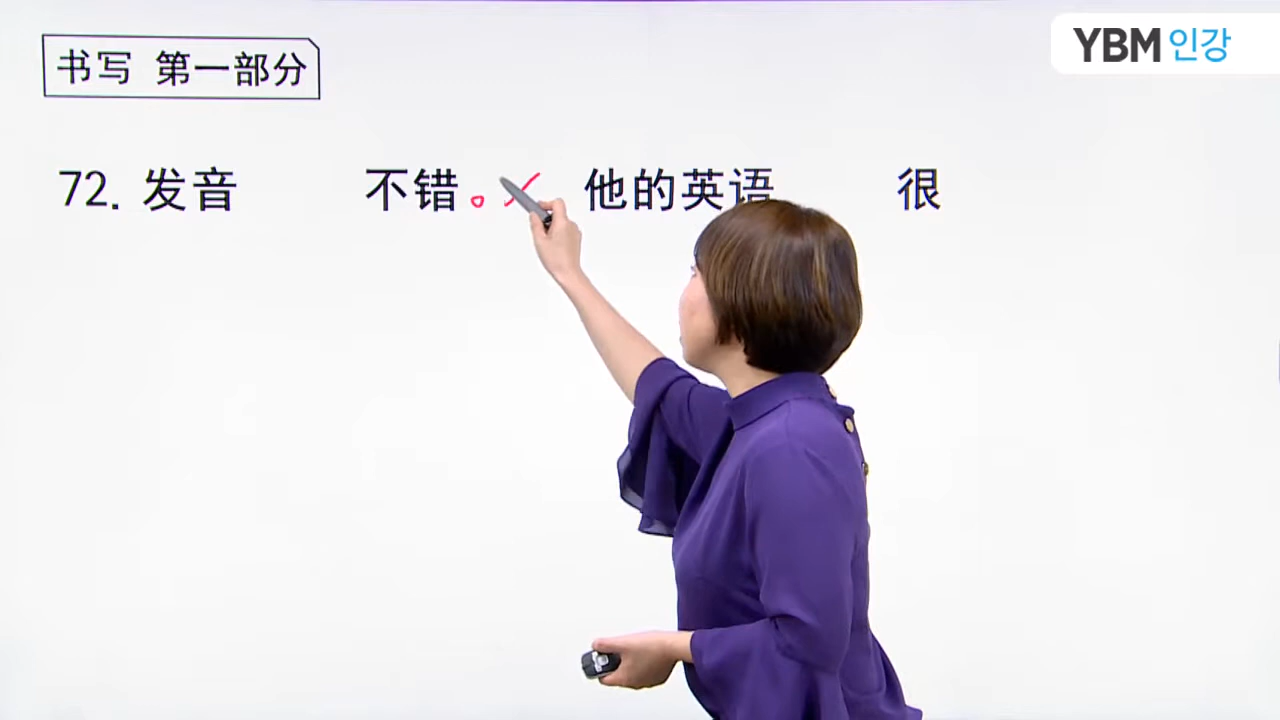 YBM 인강
书写 第一部分
72. 发音 不错。 他的英语 很